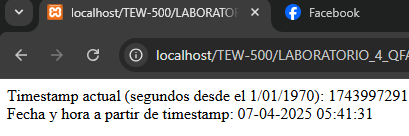 localhost/TEW-500/LABORATO
Facebook
localhost/TEW-500/LABORATORIO_4_QFA
Timestamp actual (segundos desde el 1/01/1970): 1743997291
Fecha y hora a partir de timestamp: 07-04-2025 05:41:31